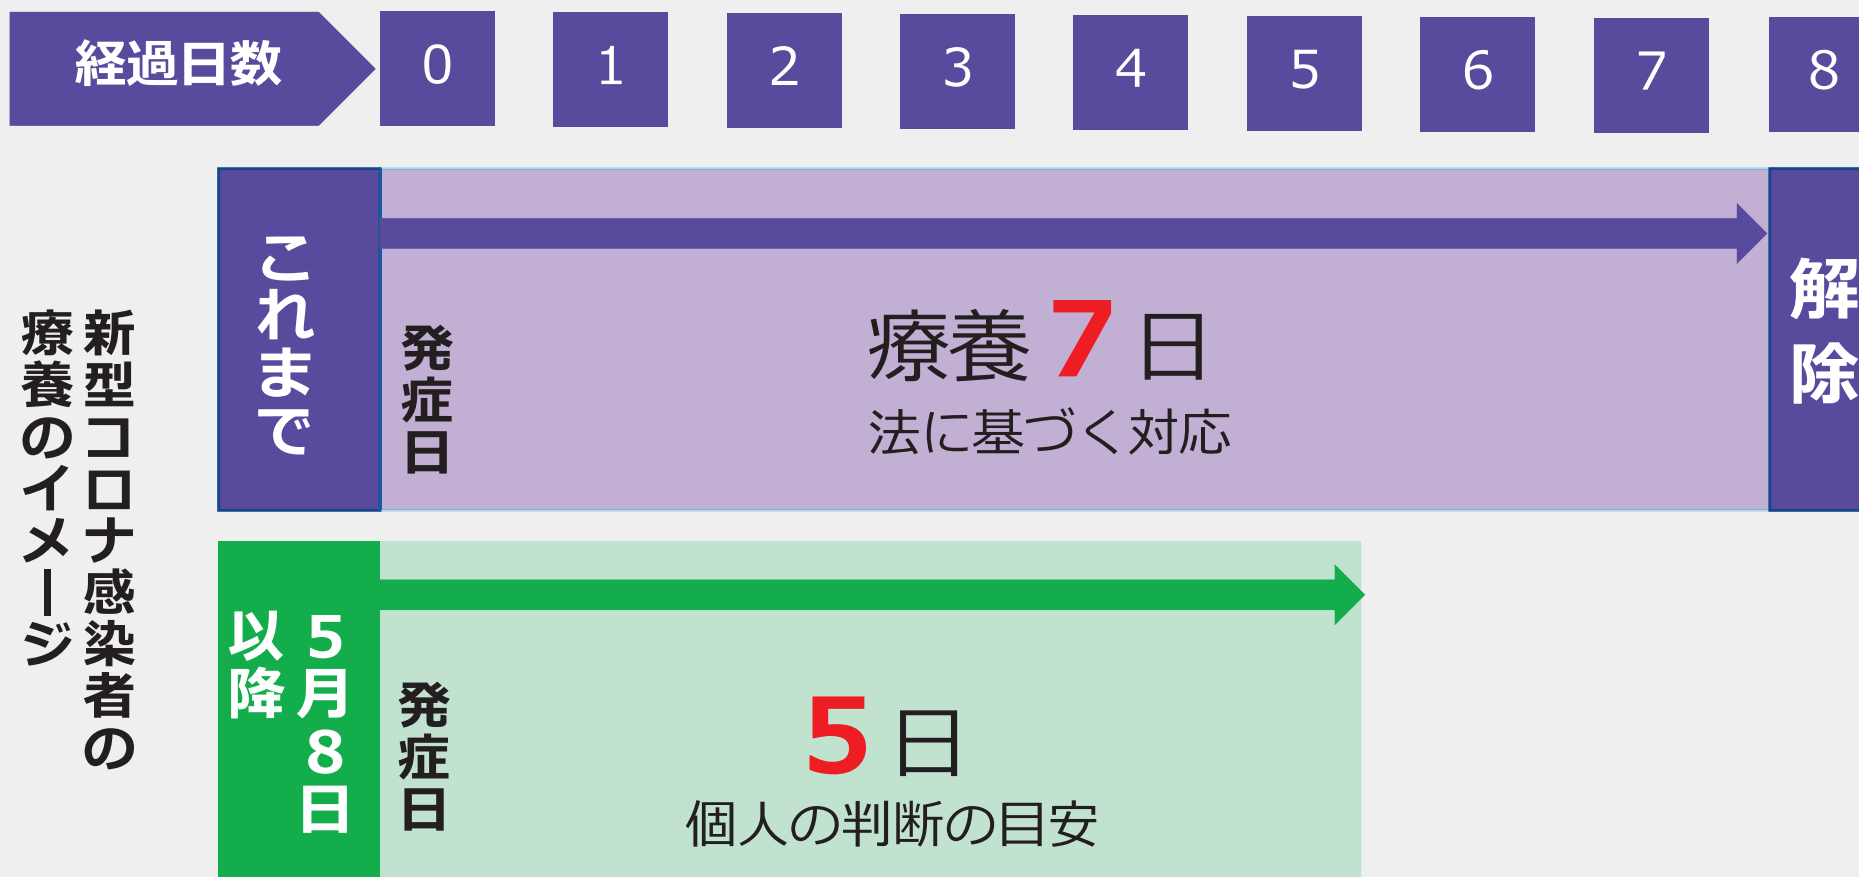 経過日数
0
1
2
3
4
5
6
7
8
新型コロナ感染者の
療養のイメージ
これまで
発症日
療養7日
法に基づく対応
解除
5月8日
以降
発症日
5日
個人の判断の目安